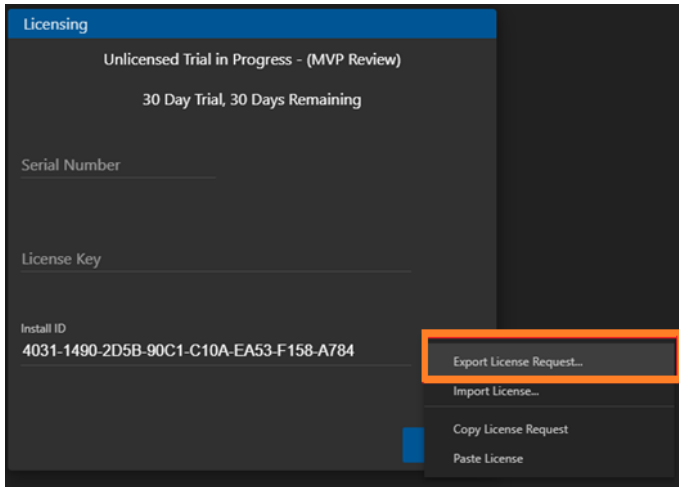 Licensing
Unlicensed Trial in Progress - (MVP Review)
30 Day Trial, 30 Days Remaining
Serial Number
License Key
Install ID
4031-1490-2D5B-90C1-C10A-EA53-F158-A784
Export License Request...
Import License...
Copy License Request
Paste License